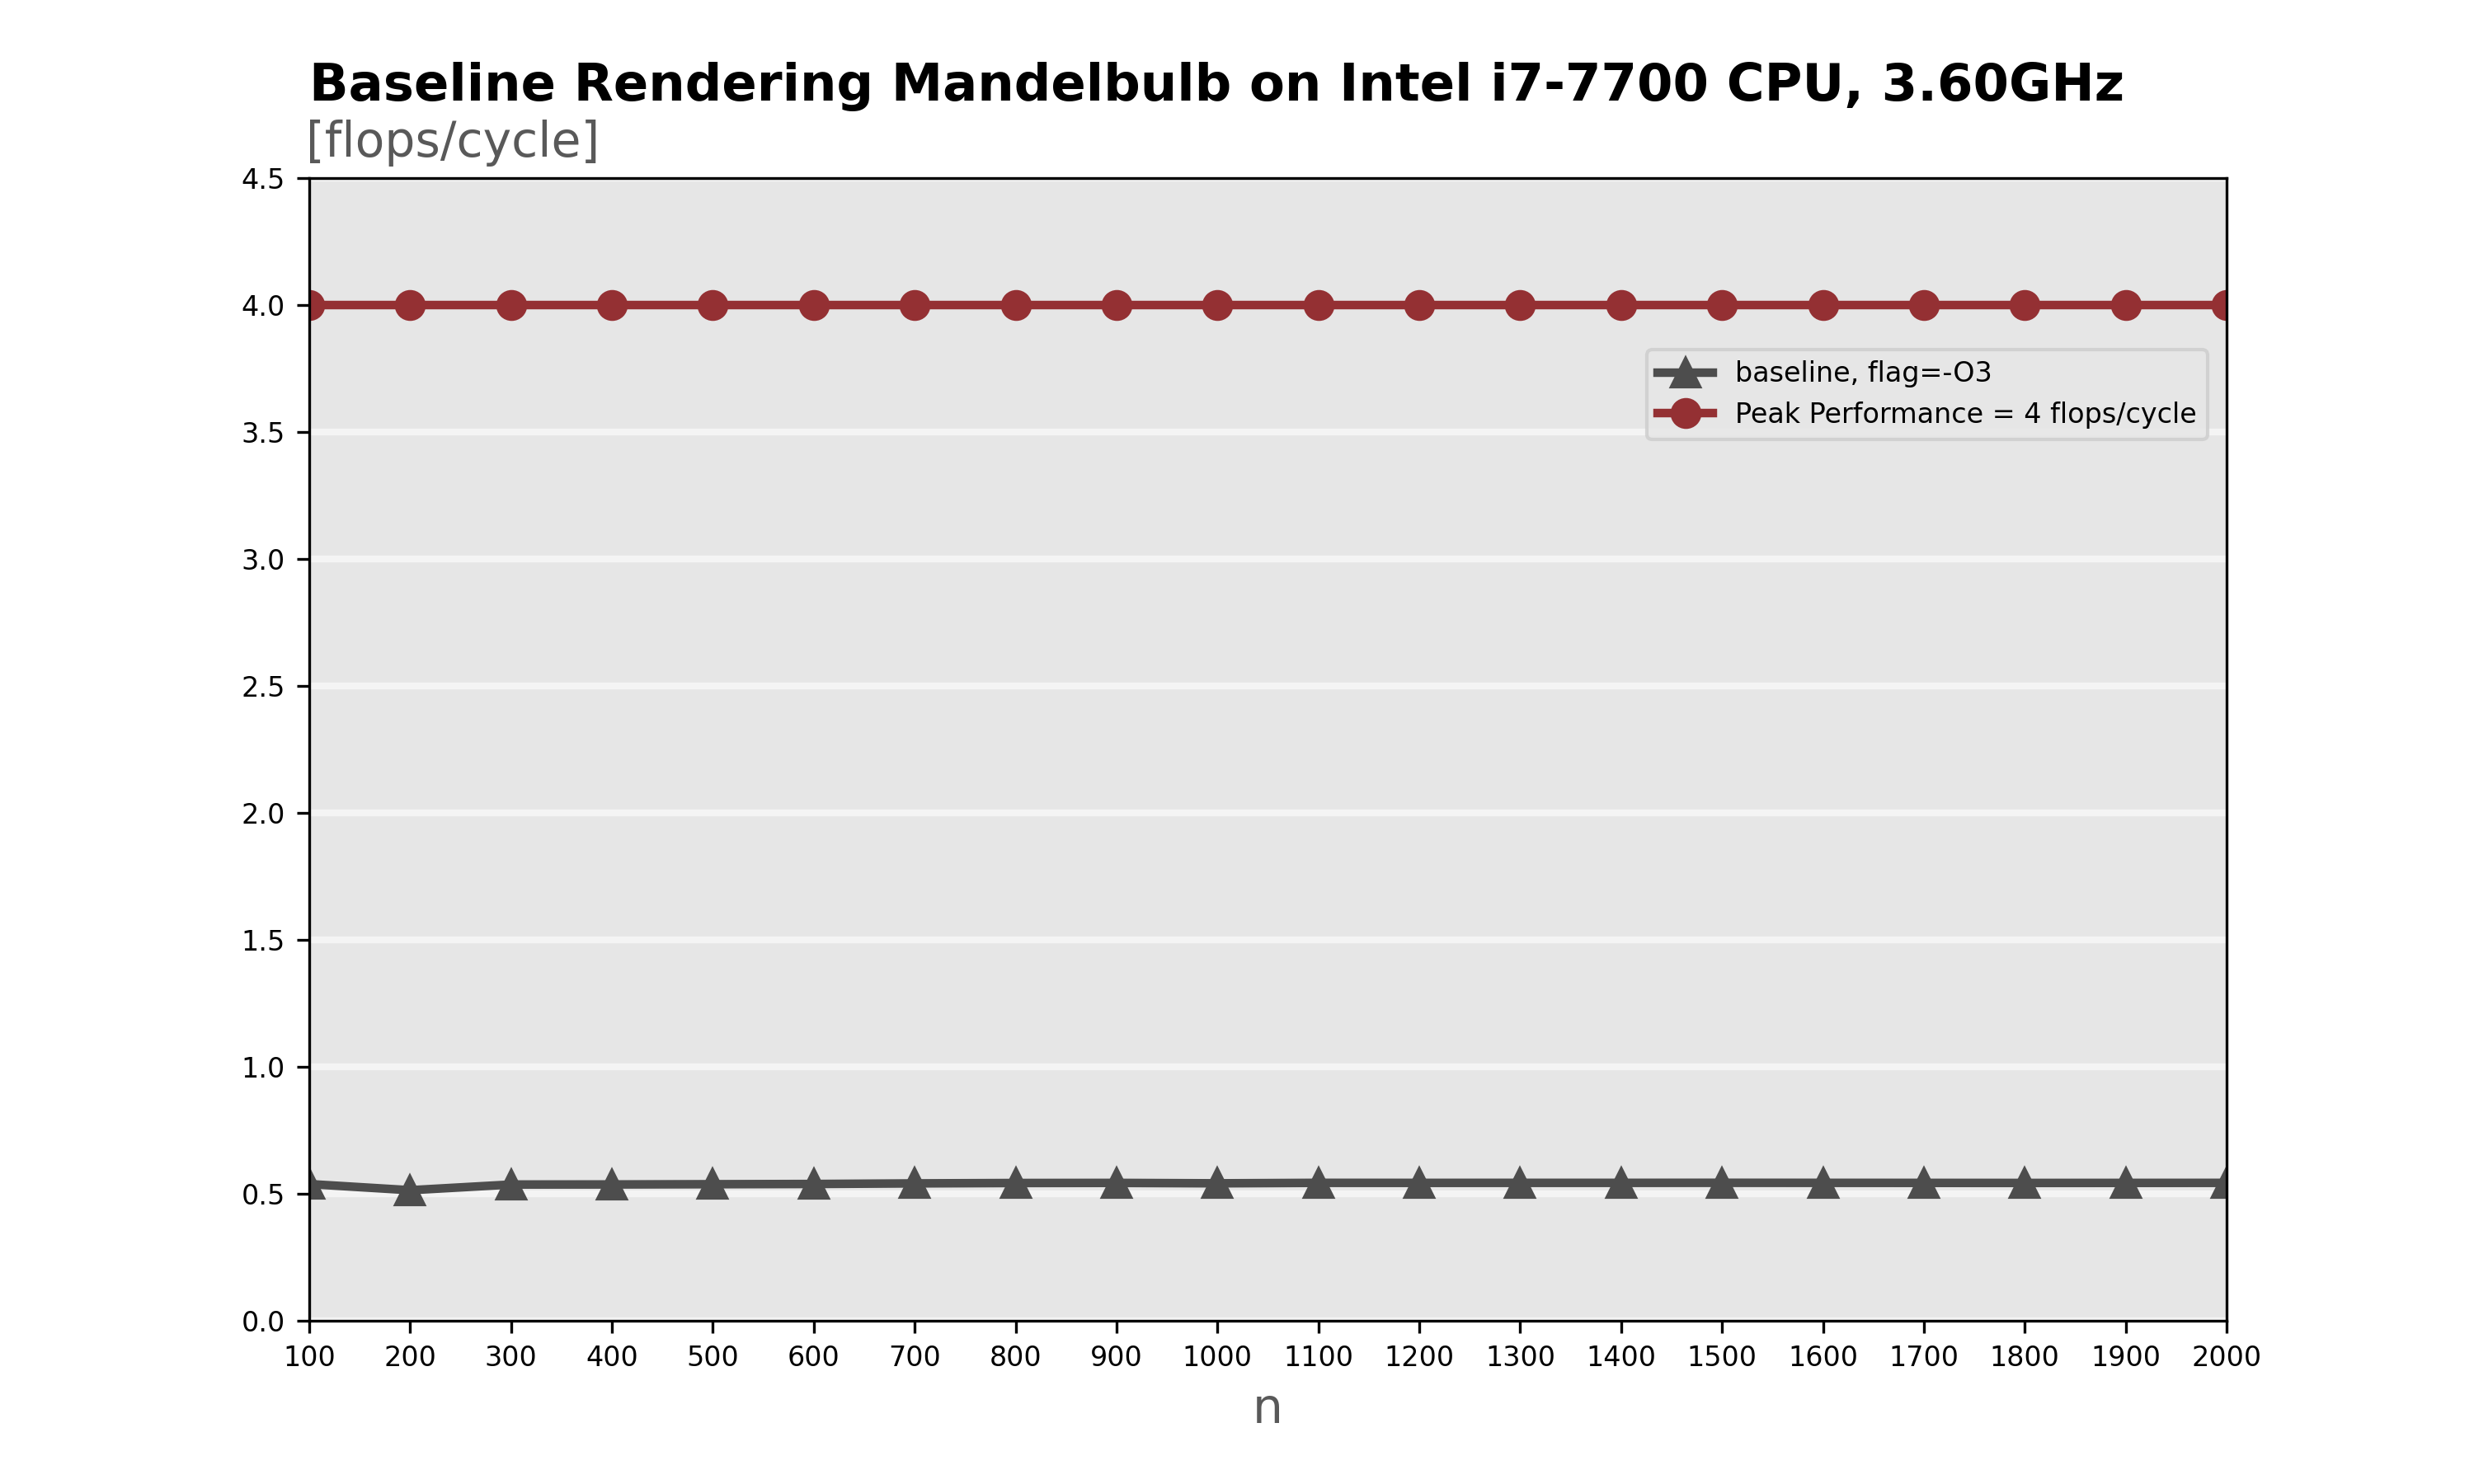 Baseline Rendering Mandelbulb on Intel i7-7700 CPU, 3.60GHz
[flops/cycle]
4.5
4.0
baseline, flag=-O3
Peak Performance = 4 flops/cycle
3.5
3.0
2.5
2.0
1.5
1.0
0.5
0.0
100 200 300 400 500 600 700 800 900 1000 1100 1200 1300 1400 1500 1600 1700 1800 1900 2000
n